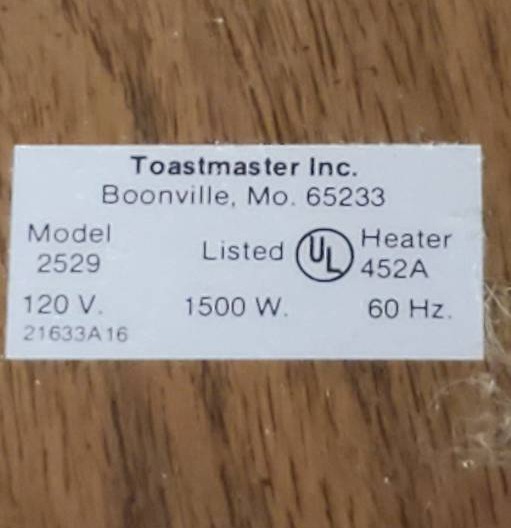 Toastmaster Inc.
Boonville, Mo. 65233
Model 2529 Listed UL Heater 452A
120 V. 1500 W. 60 Hz.
21633A16